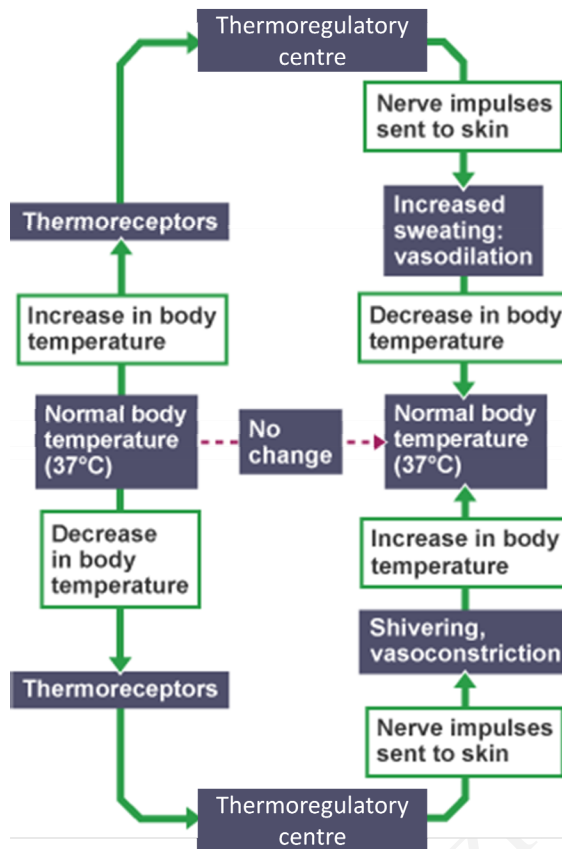 Thermoregulatory
centre
Nerve impulses
sent to skin
Thermoreceptors
Increased
sweating:
vasodilation
Increase in body
temperature
Decrease in body
temperature
Normal body
temperature
(37°C)
No
change
Normal body
temperature
(37°C)
Decrease
in body
temperature
Increase in body
temperature
Shivering,
vasoconstriction
Thermoreceptors
Nerve impulses
sent to skin
Thermoregulatory
centre